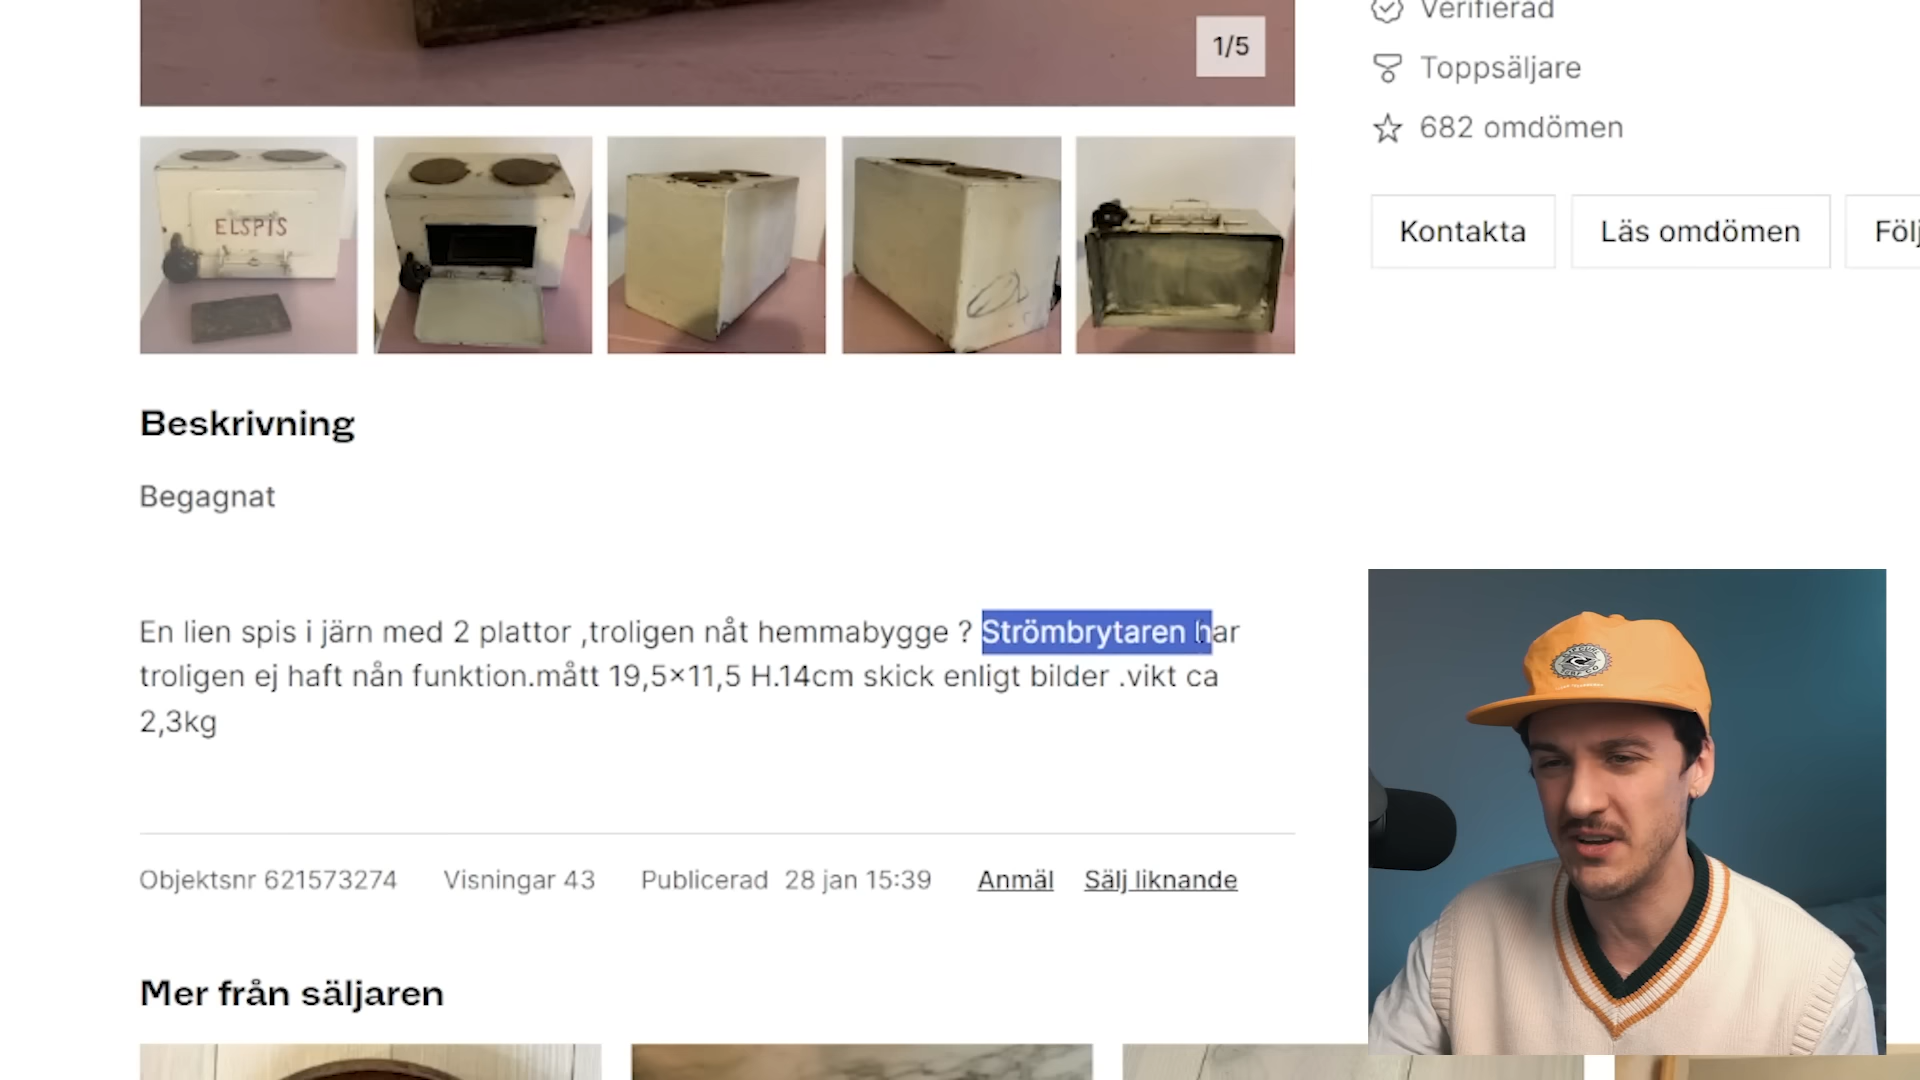 1/5
Verifierad
Toppsäljare
682 omdömen
Kontakta
Läs omdömen
Följ
ELSPIS
Beskrivning
Begagnat
En lien spis i järn med 2 plattor ,troligen nåt hemmabygge ? Strömbrytaren har
troligen ej haft nån funktion.mått 19,5×11,5 H.14cm skick enligt bilder .vikt ca
2,3kg
Objektsnr 621573274
Visningar 43
Publicerad 28 jan 15:39
Anmäl
Sälj liknande
Mer från säljaren